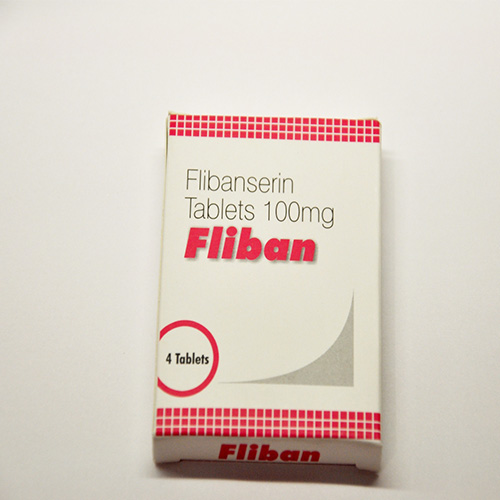 Flibanserin
Tablets 100mg
Fliban
4 Tablets
Fliban